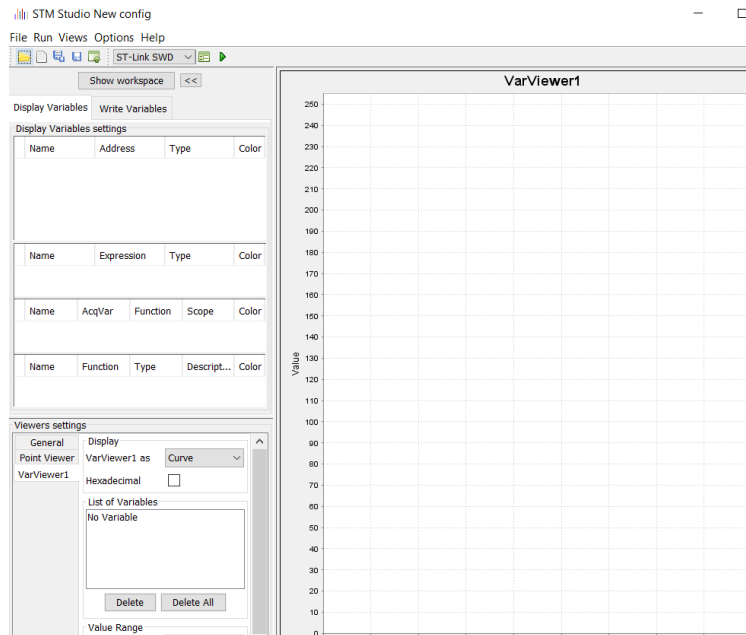 STM Studio New config
File Run Views Options Help
ST-Link SWD
Show workspace <<
Display Variables Write Variables
Display Variables settings
Name Address Type Color
Name Expression Type Color
Name AcqVar Function Scope Color
Name Function Type Descript... Color
Viewers settings
General
Point Viewer
VarViewer1
Display
VarViewer1 as Curve
Hexadecimal
List of Variables
No Variable
Delete Delete All
Value Range
VarViewer1
Value
250
240
230
220
210
200
190
180
170
160
150
140
130
120
110
100
90
80
70
60
50
40
30
20
10
0